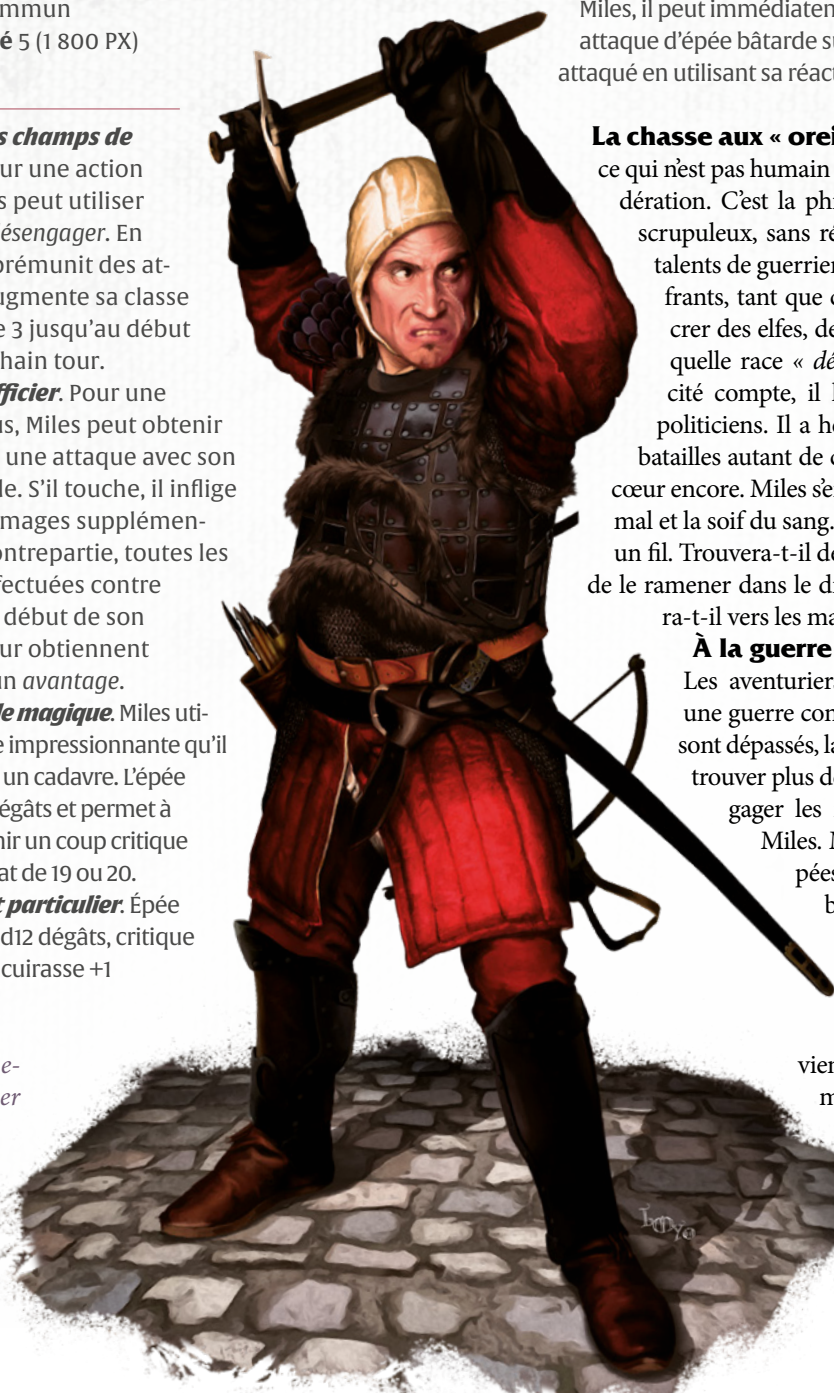 mmun
é 5 (1 800 PX)
s champs de
ur une action
s peut utiliser
ésengager. En
prémunit des at-
ugmente sa classe
e 3 jusqu'au début
chain tour.
fficier. Pour une
us, Miles peut obtenir
une attaque avec son
de. S'il touche, il inflige
mages supplémen-
ontrepartie, toutes les
fectuées contre
début de son
ur obtiennent
un avantage.
le magique. Miles uti-
e impressionnante qu'il
un cadavre. L'épée
égâts et permet à
nir un coup critique
at de 19 ou 20.
t particulier. Épée
d12 dégâts, critique
cuirasse +1
e-
er
Miles, il peut immédiatem
attaque d'épée bâtarde su
attaqué en utilisant sa réact
La chasse aux « orei
ce qui n'est pas humain
dération. C'est la phi
scrupuleux, sans ré
talents de guerrier
frants, tant que c
crer des elfes, de
quelle race « dé
cité compte, il l
politiciens. Il a h
batailles autant de c
cœur encore. Miles s'e
mal et la soif du sang.
un fil. Trouvera-t-il d
de le ramener dans le d
ra-t-il vers les ma
À la guerre
Les aventuriers
une guerre con
sont dépassés, la
trouver plus d
gager les
Miles. M
pées
b
vien
m